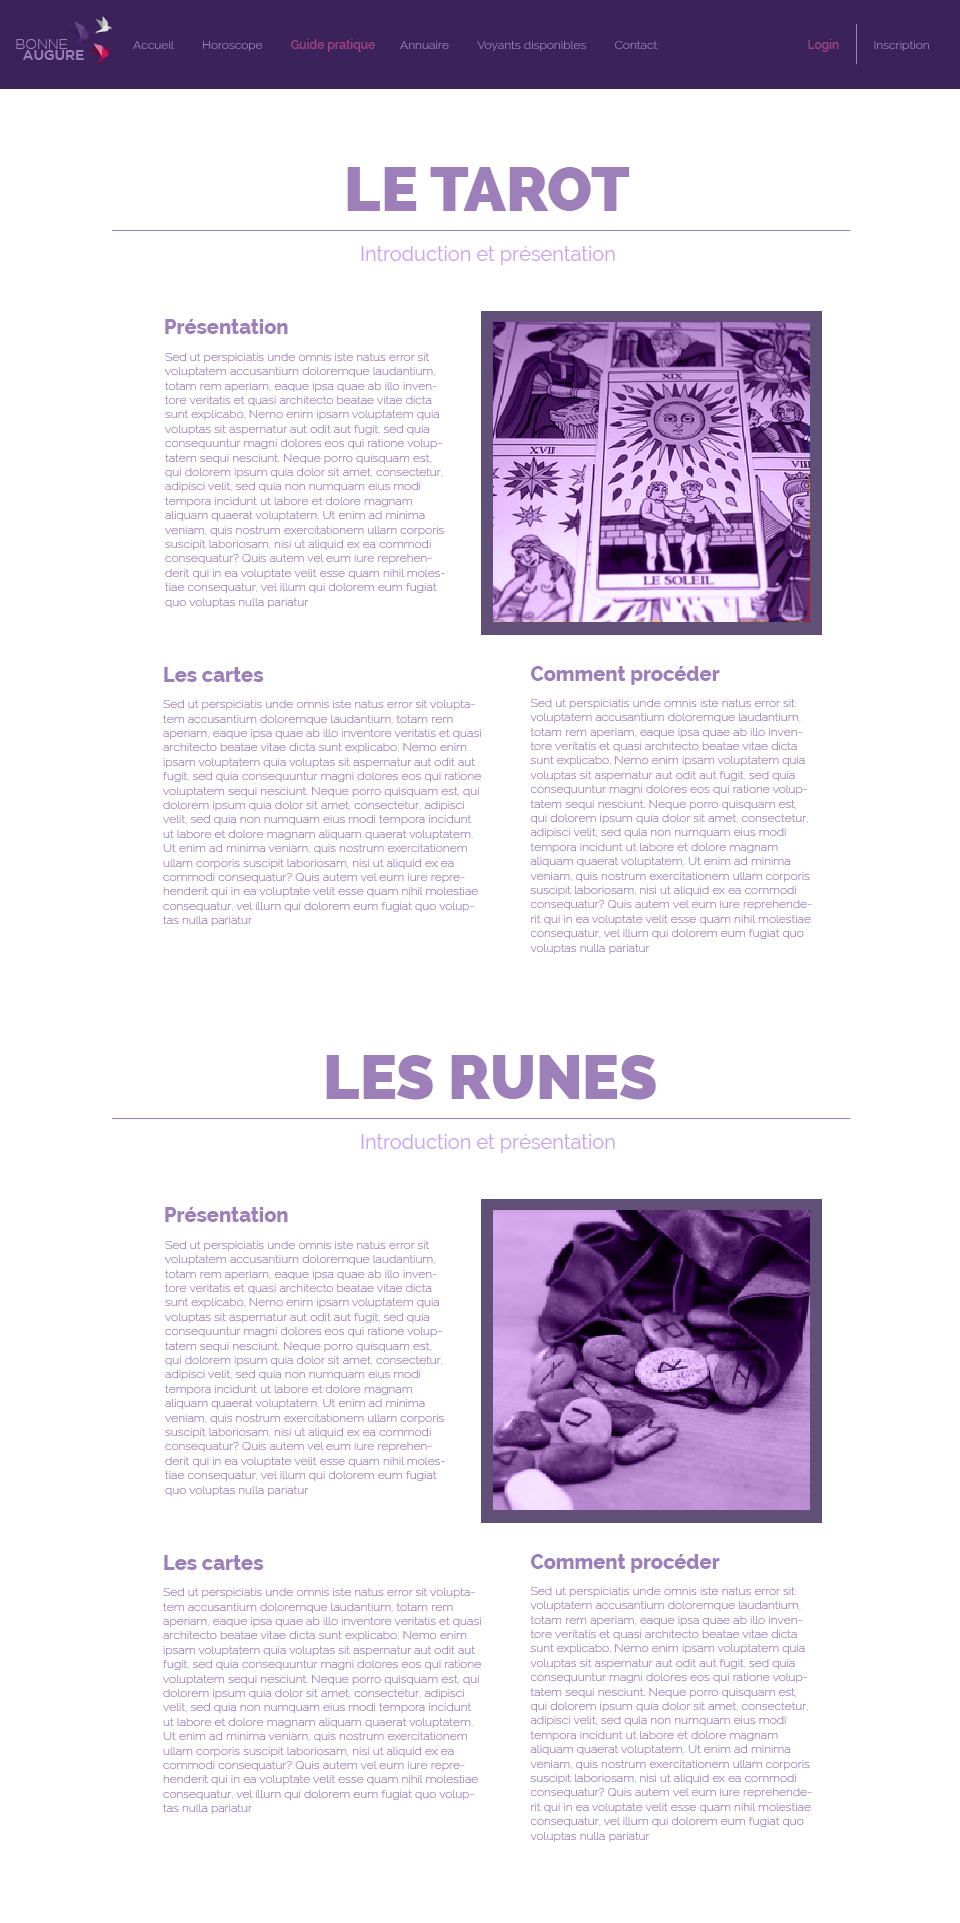 BONNE
AUGURE
Accueil Horoscope Guide pratique Annuaire Voyants disponibles Contact Login Inscription
LE TAROT
Introduction et présentation
Présentation
Sed ut perspiciatis unde omnis iste natus error sit
voluptatem accusantium doloremque laudantium,
totam rem aperiam, eaque ipsa quae ab illo inven-
tore veritatis et quasi architecto beatae vitae dicta
sunt explicabo. Nemo enim ipsam voluptatem quia
voluptas sit aspernatur aut odit aut fugit, sed quia
consequuntur magni dolores eos qui ratione volup-
tatem sequi nesciunt. Neque porro quisquam est,
qui dolorem ipsum quia dolor sit amet, consectetur,
adipisci velit, sed quia non numquam eius modi
tempora incidunt ut labore et dolore magnam
aliquam quaerat voluptatem. Ut enim ad minima
veniam, quis nostrum exercitationem ullam corporis
suscipit laboriosam, nisi ut aliquid ex ea commodi
consequatur? Quis autem vel eum iure reprehen-
derit qui in ea voluptate velit esse quam nihil moles-
tiae consequatur, vel illum qui dolorem eum fugiat
quo voluptas nulla pariatur
XIX
XVII
VIII
LE SOLEIL
Les cartes
Sed ut perspiciatis unde omnis iste natus error sit volupta-
tem accusantium doloremque laudantium, totam rem
aperiam, eaque ipsa quae ab illo inventore veritatis et quasi
architecto beatae vitae dicta sunt explicabo. Nemo enim
ipsam voluptatem quia voluptas sit aspernatur aut odit aut
fugit, sed quia consequuntur magni dolores eos qui ratione
voluptatem sequi nesciunt. Neque porro quisquam est, qui
dolorem ipsum quia dolor sit amet, consectetur, adipisci
velit, sed quia non numquam eius modi tempora incidunt
ut labore et dolore magnam aliquam quaerat voluptatem.
Ut enim ad minima veniam, quis nostrum exercitationem
ullam corporis suscipit laboriosam, nisi ut aliquid ex ea
commodi consequatur? Quis autem vel eum iure repre-
henderit qui in ea voluptate velit esse quam nihil molestiae
consequatur, vel illum qui dolorem eum fugiat quo volup-
tas nulla pariatur
Comment procéder
Sed ut perspiciatis unde omnis iste natus error sit
voluptatem accusantium doloremque laudantium,
totam rem aperiam, eaque ipsa quae ab illo inven-
tore veritatis et quasi architecto beatae vitae dicta
sunt explicabo. Nemo enim ipsam voluptatem quia
voluptas sit aspernatur aut odit aut fugit, sed quia
consequuntur magni dolores eos qui ratione volup-
tatem sequi nesciunt. Neque porro quisquam est,
qui dolorem ipsum quia dolor sit amet, consectetur,
adipisci velit, sed quia non numquam eius modi
tempora incidunt ut labore et dolore magnam
aliquam quaerat voluptatem. Ut enim ad minima
veniam, quis nostrum exercitationem ullam corporis
suscipit laboriosam, nisi ut aliquid ex ea commodi
consequatur? Quis autem vel eum iure reprehende-
rit qui in ea voluptate velit esse quam nihil molestiae
consequatur, vel illum qui dolorem eum fugiat quo
voluptas nulla pariatur
LES RUNES
Introduction et présentation
Présentation
Sed ut perspiciatis unde omnis iste natus error sit
voluptatem accusantium doloremque laudantium,
totam rem aperiam, eaque ipsa quae ab illo inven-
tore veritatis et quasi architecto beatae vitae dicta
sunt explicabo. Nemo enim ipsam voluptatem quia
voluptas sit aspernatur aut odit aut fugit, sed quia
consequuntur magni dolores eos qui ratione volup-
tatem sequi nesciunt. Neque porro quisquam est,
qui dolorem ipsum quia dolor sit amet, consectetur,
adipisci velit, sed quia non numquam eius modi
tempora incidunt ut labore et dolore magnam
aliquam quaerat voluptatem. Ut enim ad minima
veniam, quis nostrum exercitationem ullam corporis
suscipit laboriosam, nisi ut aliquid ex ea commodi
consequatur? Quis autem vel eum iure reprehen-
derit qui in ea voluptate velit esse quam nihil moles-
tiae consequatur, vel illum qui dolorem eum fugiat
quo voluptas nulla pariatur
Les cartes
Sed ut perspiciatis unde omnis iste natus error sit volupta-
tem accusantium doloremque laudantium, totam rem
aperiam, eaque ipsa quae ab illo inventore veritatis et quasi
architecto beatae vitae dicta sunt explicabo. Nemo enim
ipsam voluptatem quia voluptas sit aspernatur aut odit aut
fugit, sed quia consequuntur magni dolores eos qui ratione
voluptatem sequi nesciunt. Neque porro quisquam est, qui
dolorem ipsum quia dolor sit amet, consectetur, adipisci
velit, sed quia non numquam eius modi tempora incidunt
ut labore et dolore magnam aliquam quaerat voluptatem.
Ut enim ad minima veniam, quis nostrum exercitationem
ullam corporis suscipit laboriosam, nisi ut aliquid ex ea
commodi consequatur? Quis autem vel eum iure repre-
henderit qui in ea voluptate velit esse quam nihil molestiae
consequatur, vel illum qui dolorem eum fugiat quo volup-
tas nulla pariatur
Comment procéder
Sed ut perspiciatis unde omnis iste natus error sit
voluptatem accusantium doloremque laudantium,
totam rem aperiam, eaque ipsa quae ab illo inven-
tore veritatis et quasi architecto beatae vitae dicta
sunt explicabo. Nemo enim ipsam voluptatem quia
voluptas sit aspernatur aut odit aut fugit, sed quia
consequuntur magni dolores eos qui ratione volup-
tatem sequi nesciunt. Neque porro quisquam est,
qui dolorem ipsum quia dolor sit amet, consectetur,
adipisci velit, sed quia non numquam eius modi
tempora incidunt ut labore et dolore magnam
aliquam quaerat voluptatem. Ut enim ad minima
veniam, quis nostrum exercitationem ullam corporis
suscipit laboriosam, nisi ut aliquid ex ea commodi
consequatur? Quis autem vel eum iure reprehende-
rit qui in ea voluptate velit esse quam nihil molestiae
consequatur, vel illum qui dolorem eum fugiat quo
voluptas nulla pariatur